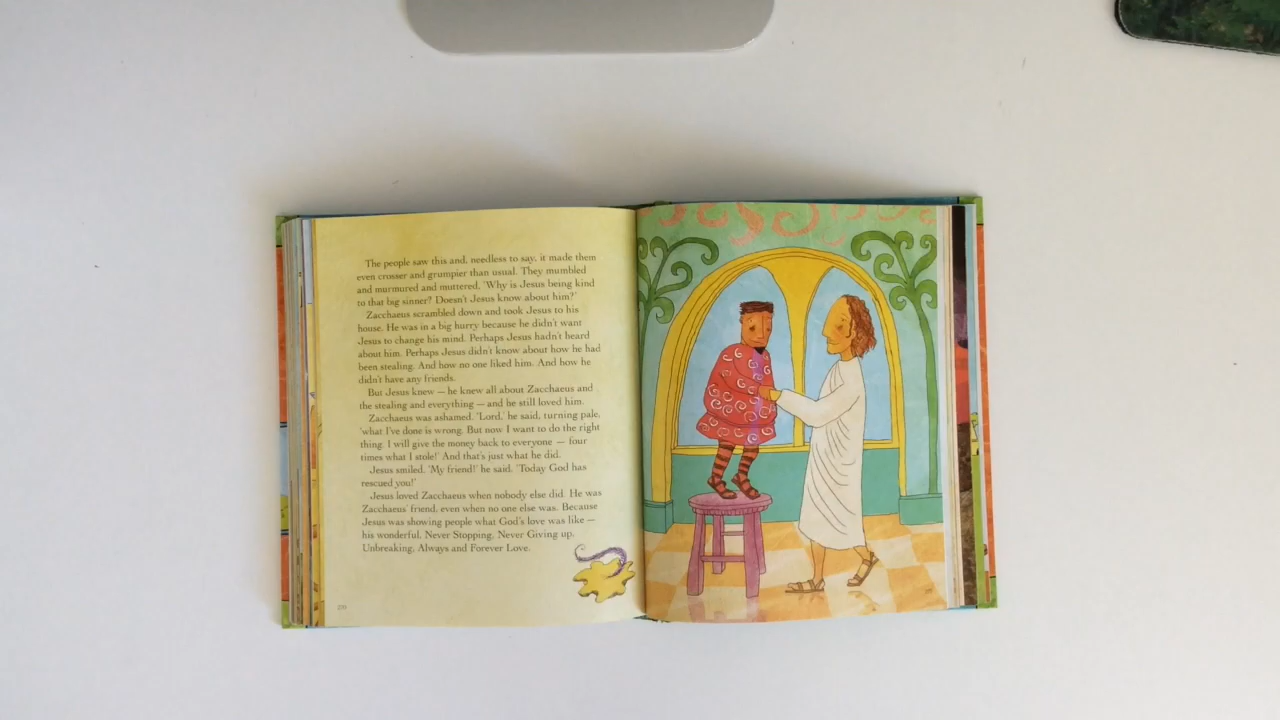 The people saw this and, needless to say, it made them
even crosser and grumpier than usual. They mumbled
and murmured and muttered, 'Why is Jesus being kind
to that big sinner? Doesn't Jesus know about him?'
Zacchaeus scrambled down and took Jesus to his
house. He was in a big hurry because he didn't want
Jesus to change his mind. Perhaps Jesus hadn't heard
about him. Perhaps Jesus didn't know about how he had
been stealing. And how no one liked him. And how he
didn't have any friends.
But Jesus knew — he knew all about Zacchaeus and
the stealing and everything — and he still loved him.
Zacchaeus was ashamed. 'Lord,' he said, turning pale,
'what I've done is wrong. But now I want to do the right
thing. I will give the money back to everyone — four
times what I stole!' And that's just what he did.
Jesus smiled. 'My friend!' he said. 'Today God has
rescued you!'
Jesus loved Zacchaeus when nobody else did. He was
Zacchaeus' friend, even when no one else was. Because
Jesus was showing people what God's love was like —
his wonderful, Never Stopping, Never Giving up,
Unbreaking, Always and Forever Love.